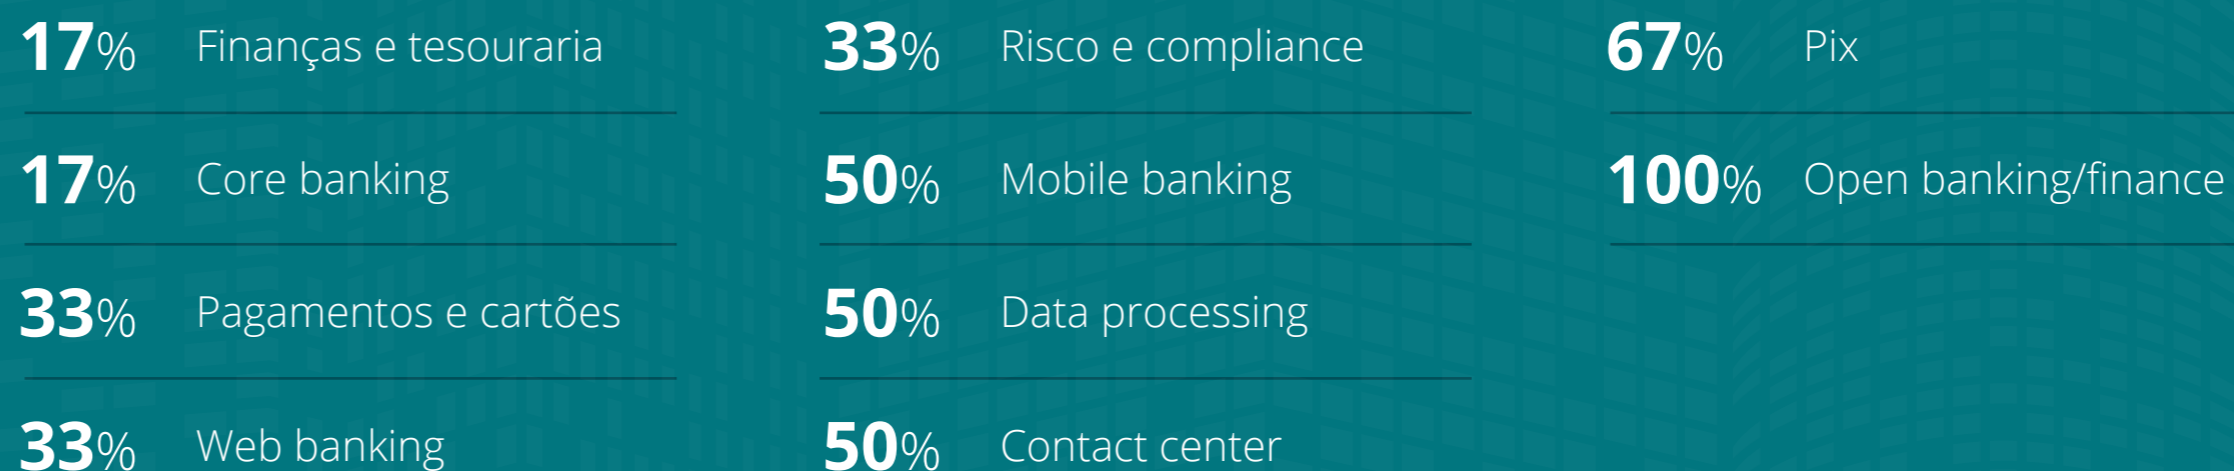 17% Finanças e tesouraria
17% Core banking
33% Pagamentos e cartões
33% Web banking
33% Risco e compliance
50% Mobile banking
50% Data processing
50% Contact center
67% Pix
100% Open banking/finance